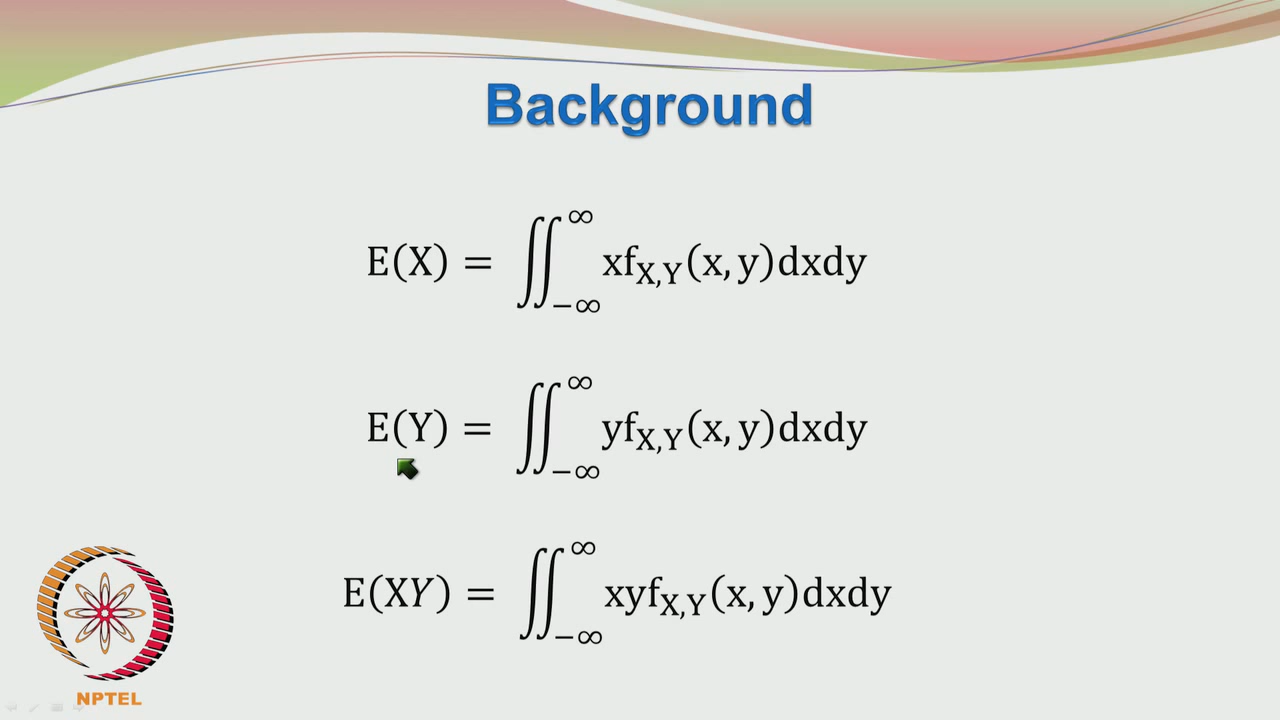 Background
E(X) = ∬_{−∞}^{∞} xf_{X,Y}(x, y)dxdy
E(Y) = ∬_{−∞}^{∞} yf_{X,Y}(x, y)dxdy
E(XY) = ∬_{−∞}^{∞} xyf_{X,Y}(x, y)dxdy
NPTEL